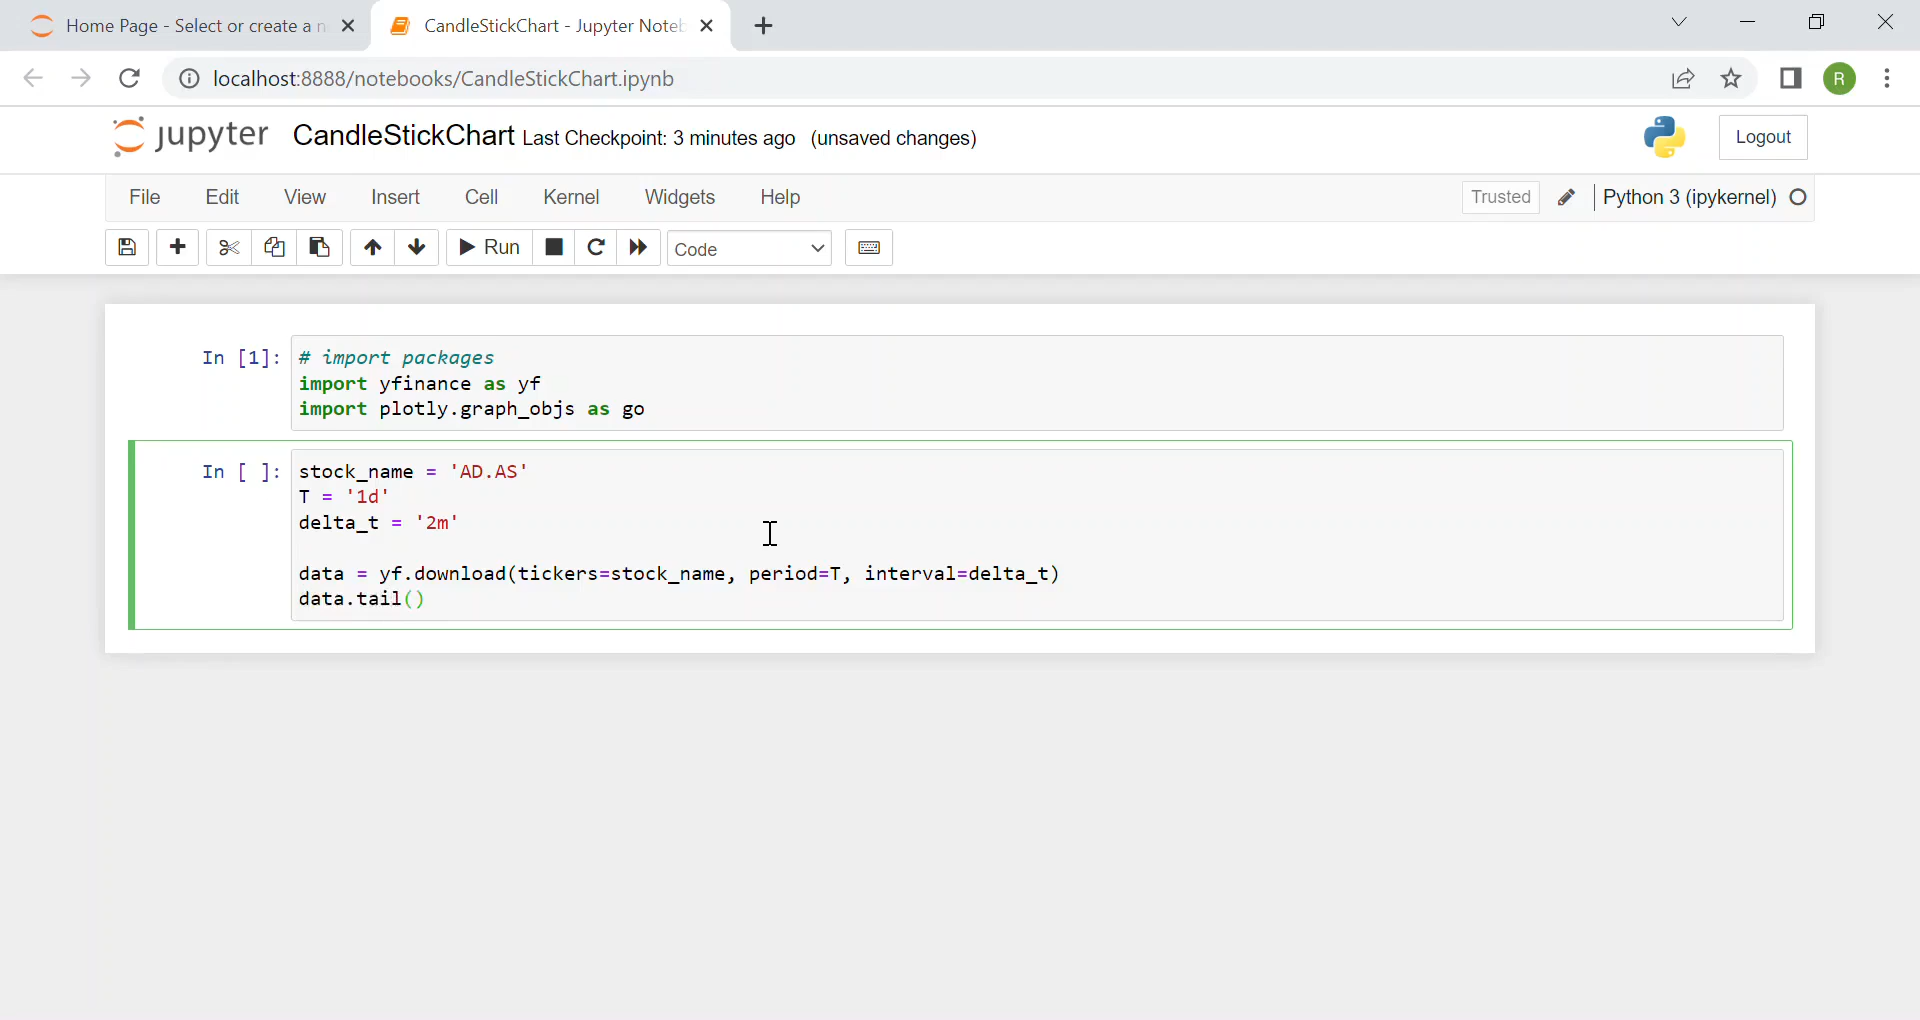 Home Page - Select or create a n
CandleStickChart - Jupyter Noteb
localhost:8888/notebooks/CandleStickChart.ipynb
R
jupyter CandleStickChart Last Checkpoint: 3 minutes ago (unsaved changes)
Logout
File Edit View Insert Cell Kernel Widgets Help
Trusted Python 3 (ipykernel)
Run Code
In [1]: # import packages
import yfinance as yf
import plotly.graph_objs as go
In [ ]: stock_name = 'AD.AS'
T = '1d'
delta_t = '2m'
data = yf.download(tickers=stock_name, period=T, interval=delta_t)
data.tail()